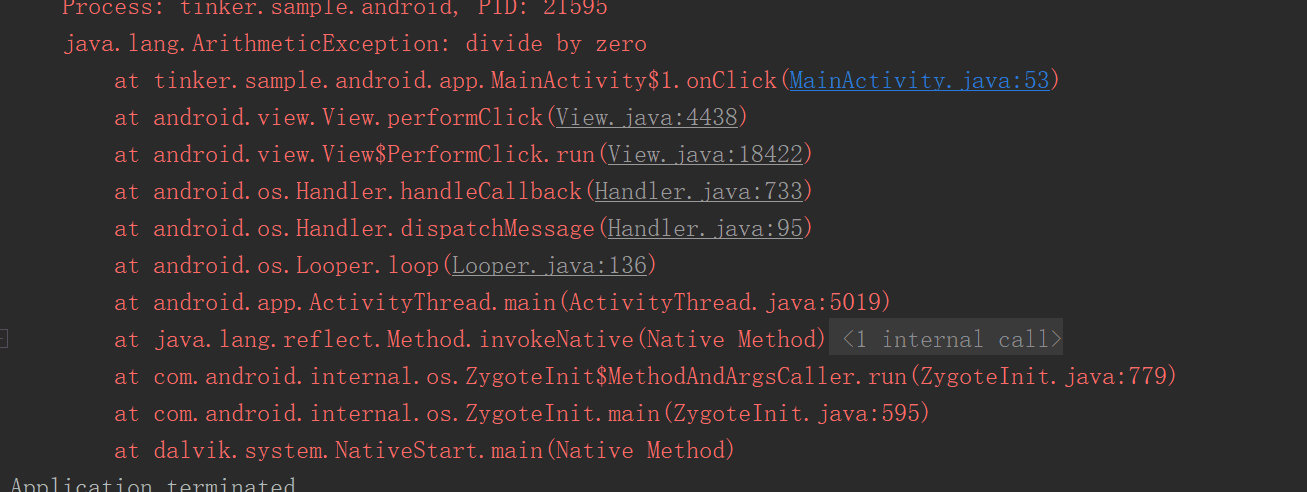 Process: tinker.sample.android, PID: 21595
java.lang.ArithmeticException: divide by zero
at tinker.sample.android.app.MainActivity$1.onClick(MainActivity.java:53)
at android.view.View.performClick(View.java:4438)
at android.view.View$PerformClick.run(View.java:18422)
at android.os.Handler.handleCallback(Handler.java:733)
at android.os.Handler.dispatchMessage(Handler.java:95)
at android.os.Looper.loop(Looper.java:136)
at android.app.ActivityThread.main(ActivityThread.java:5019)
at java.lang.reflect.Method.invokeNative(Native Method) <1 internal call>
at com.android.internal.os.ZygoteInit$MethodAndArgsCaller.run(ZygoteInit.java:779)
at com.android.internal.os.ZygoteInit.main(ZygoteInit.java:595)
at dalvik.system.NativeStart.main(Native Method)
Application terminated